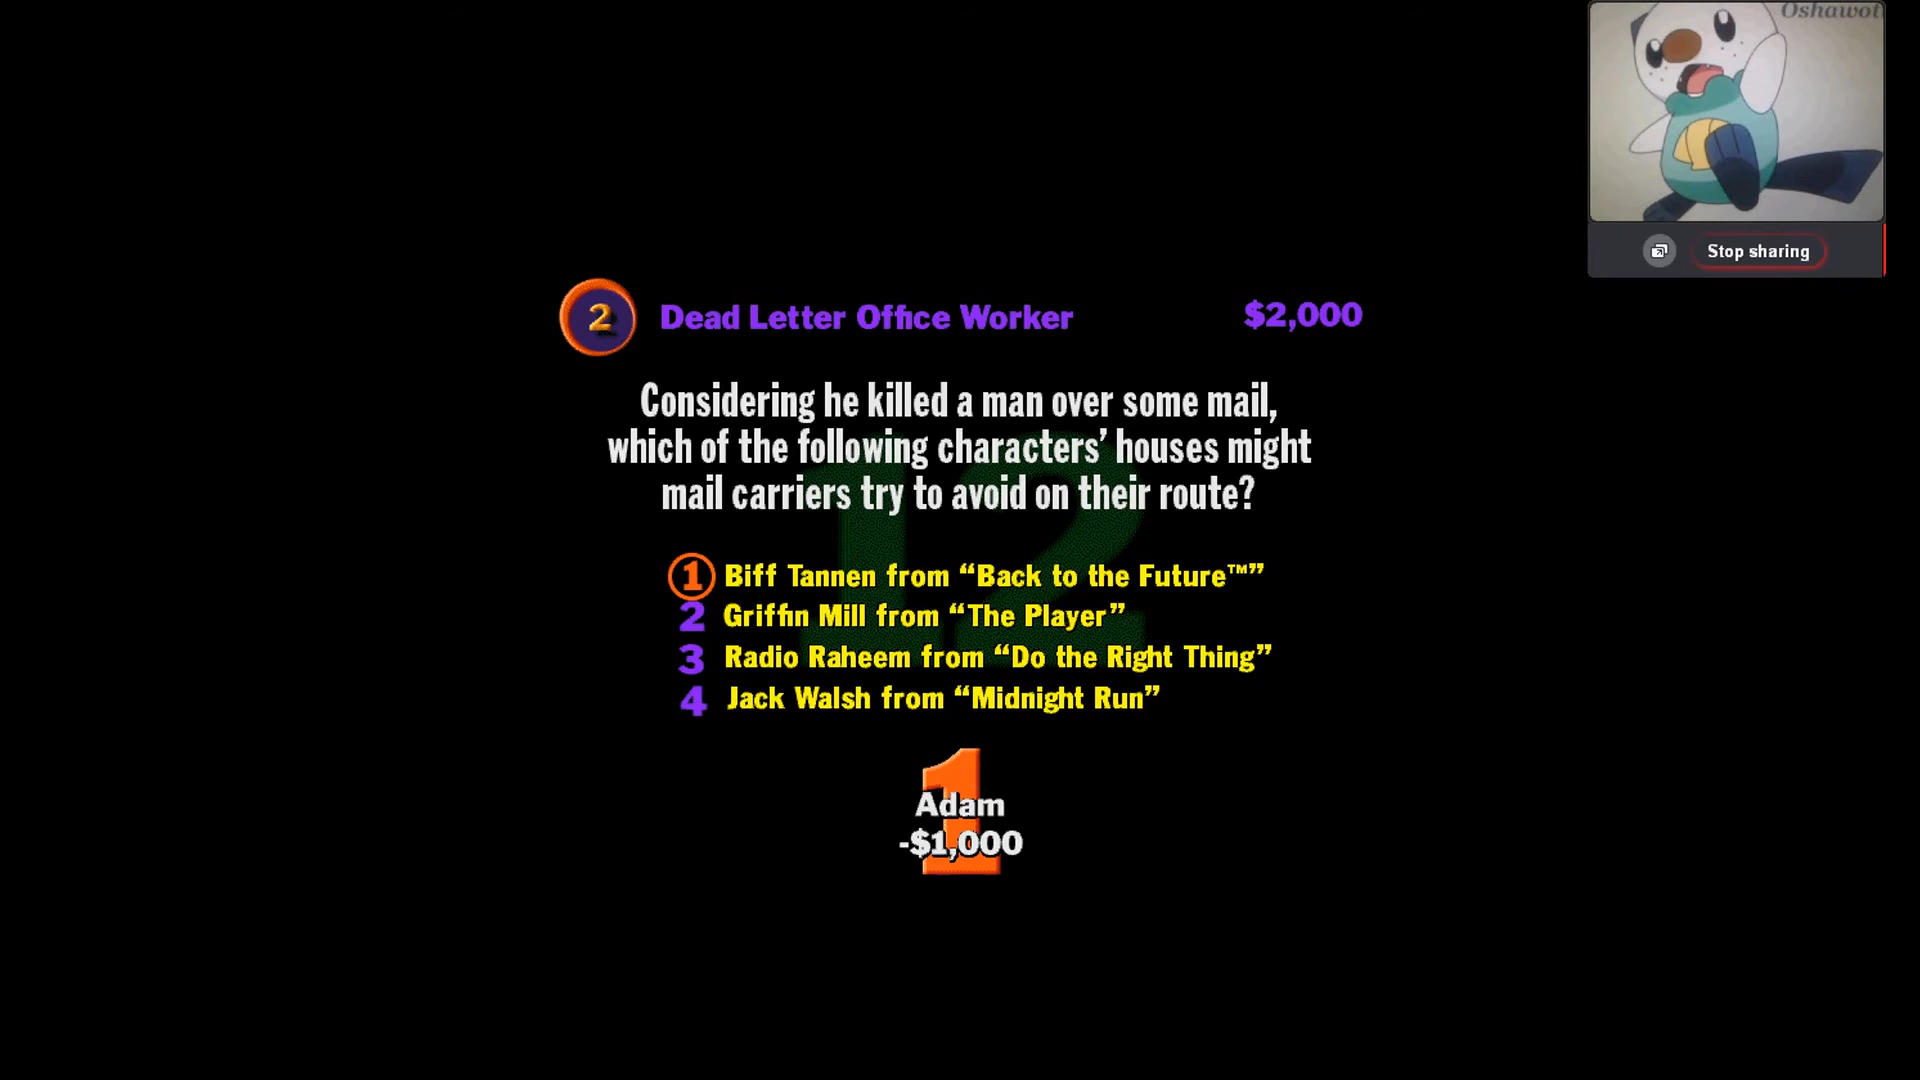 Stop sharing
2 Dead Letter Office Worker $2,000
Considering he killed a man over some mail,
which of the following characters’ houses might
mail carriers try to avoid on their route?
12
1 Biff Tannen from “Back to the Future™”
2 Griffin Mill from “The Player”
3 Radio Raheem from “Do the Right Thing”
4 Jack Walsh from “Midnight Run”
1
Adam
-$1,000